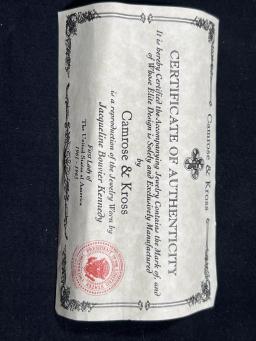 Camrose & Kross
CERTIFICATE OF AUTHENTICITY
It is hereby Certified the Accompanying Jewelry Contains the Mark of, and
of Whose Elite Design is Solely and Exclusively Manufactured
by
Camrose & Kross
is a reproduction of the Jewelry Worn by
Jacqueline Bouvier Kennedy
First Lady of
The United States of America
1961 - 1963